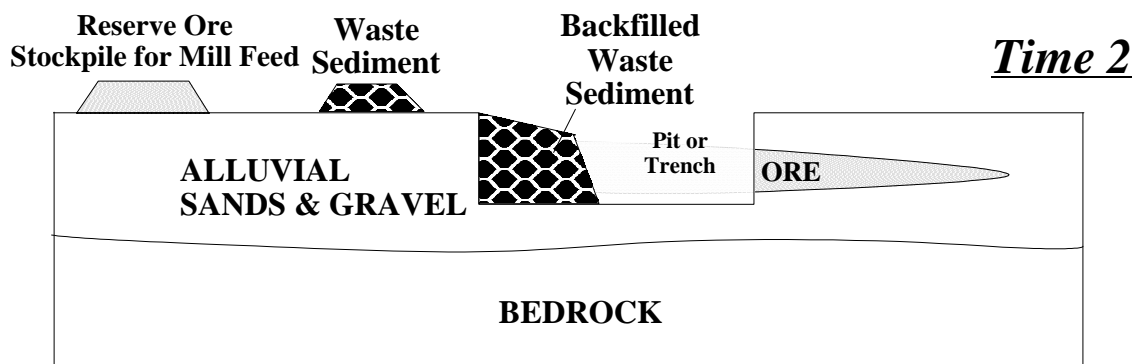 Reserve Ore
Stockpile for Mill Feed
Waste
Sediment
Backfilled
Waste
Sediment
Time 2
Pit or
Trench
ORE
ALLUVIAL
SANDS & GRAVEL
BEDROCK